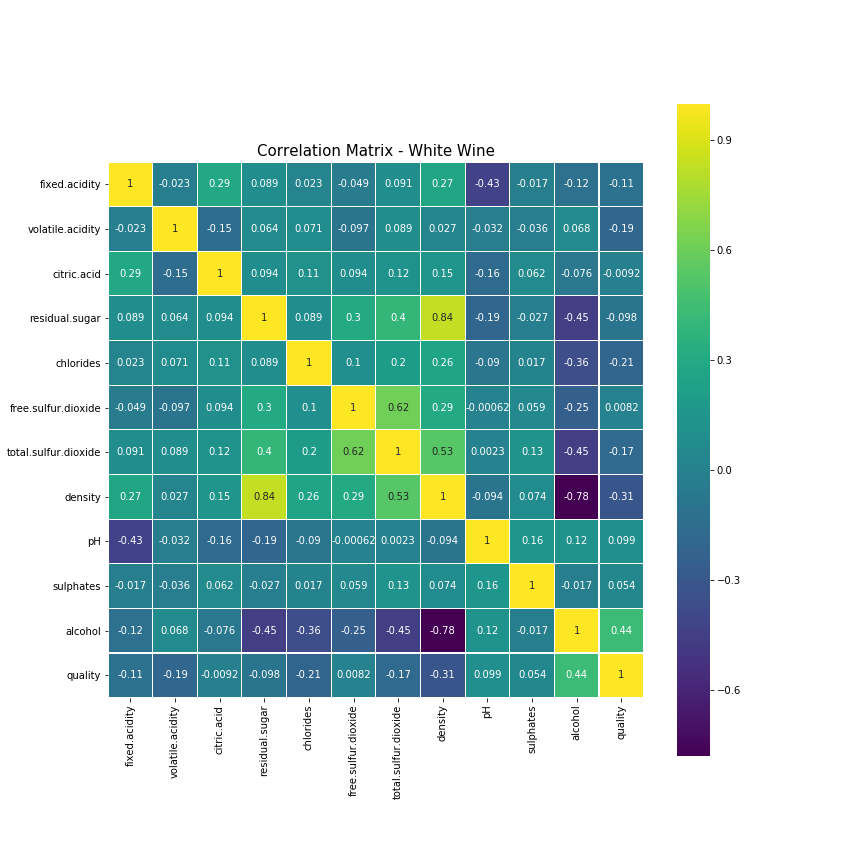 Correlation Matrix - White Wine
0.9
fixed.acidity 1 -0.023 0.29 0.089 0.023 -0.049 0.091 0.27 -0.43 -0.017 -0.12 -0.11
volatile.acidity -0.023 1 -0.15 0.064 0.071 -0.097 0.089 0.027 -0.032 -0.036 0.068 -0.19
0.6
citric.acid 0.29 -0.15 1 0.094 0.11 0.094 0.12 0.15 -0.16 0.062 -0.076 -0.0092
residual.sugar 0.089 0.064 0.094 1 0.089 0.3 0.4 0.84 -0.19 -0.027 -0.45 -0.098
0.3
chlorides 0.023 0.071 0.11 0.089 1 0.1 0.2 0.26 -0.09 0.017 -0.36 -0.21
free.sulfur.dioxide -0.049 -0.097 0.094 0.3 0.1 1 0.62 0.29 -0.00062 0.059 -0.25 0.0082
total.sulfur.dioxide 0.091 0.089 0.12 0.4 0.2 0.62 1 0.53 0.0023 0.13 -0.45 -0.17
0.0
density 0.27 0.027 0.15 0.84 0.26 0.29 0.53 1 -0.094 0.074 -0.78 -0.31
pH -0.43 -0.032 -0.16 -0.19 -0.09 -0.00062 0.0023 -0.094 1 0.16 0.12 0.099
−0.3
sulphates -0.017 -0.036 0.062 -0.027 0.017 0.059 0.13 0.074 0.16 1 -0.017 0.054
alcohol -0.12 0.068 -0.076 -0.45 -0.36 -0.25 -0.45 -0.78 0.12 -0.017 1 0.44
quality -0.11 -0.19 -0.0092 -0.098 -0.21 0.0082 -0.17 -0.31 0.099 0.054 0.44 1
−0.6
fixed.acidity
volatile.acidity
citric.acid
residual.sugar
chlorides
free.sulfur.dioxide
total.sulfur.dioxide
density
pH
sulphates
alcohol
quality